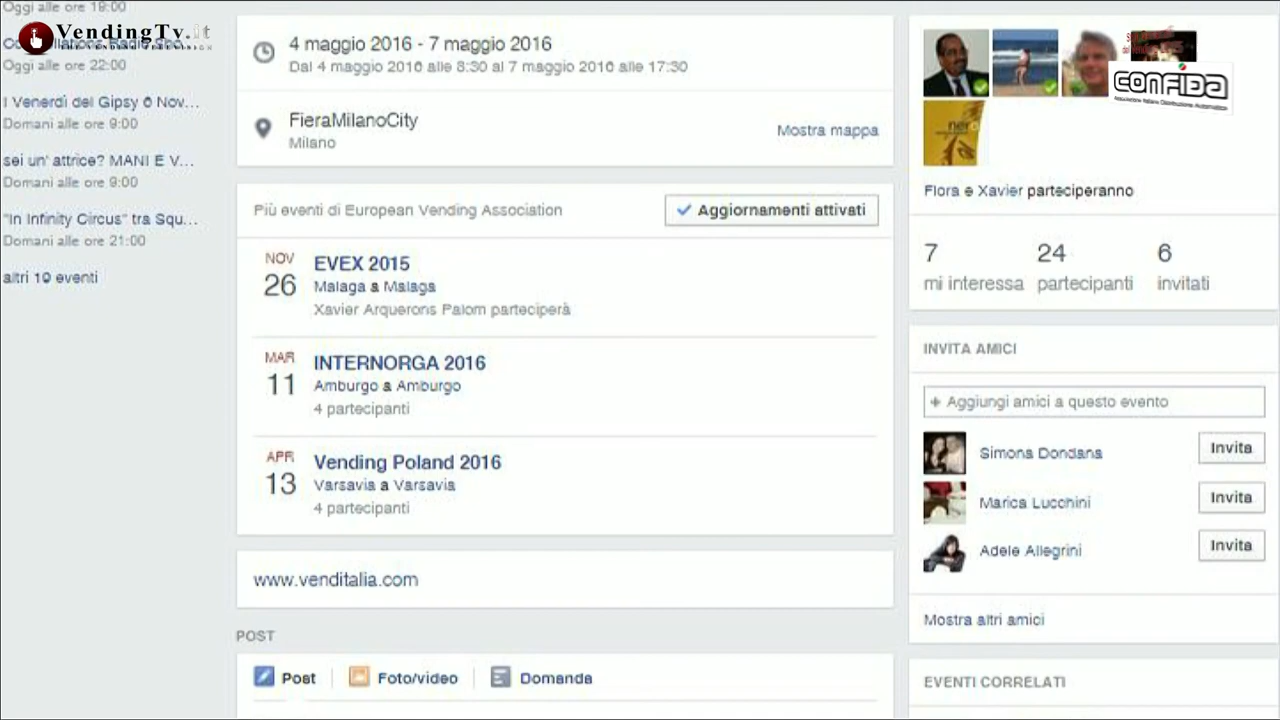 Oggi alle 19:00
VendingTv.it
Oggi alle 22:00
I Venerdì del Gipsy 6 Nov...
Domani alle ore 9:00
sei un' attrice? MANI E V...
Domani alle ore 9:00
"In Infinity Circus" tra Squ...
Domani alle ore 21:00
altri 19 eventi
4 maggio 2016 - 7 maggio 2016
Dal 4 maggio 2016 alle 8:30 al 7 maggio 2016 alle 17:30
FieraMilanoCity
Milano
Mostra mappa
Più eventi di European Vending Association
Aggiornamenti attivati
NOV
26
EVEX 2015
Malaga a Malaga
Xavier Arquerons Palom parteciperà
MAR
11
INTERNORGA 2016
Amburgo a Amburgo
4 partecipanti
APR
13
Vending Poland 2016
Varsavia a Varsavia
4 partecipanti
www.venditalia.com
POST
Post
Foto/video
Domanda
CONFIDA
Associazione Italiana Distribuzione Automatica
Flora e Xavier parteciperanno
7
mi interessa
24
partecipanti
6
invitati
INVITA AMICI
+ Aggiungi amici a questo evento
Simona Dondana
Invita
Marica Lucchini
Invita
Adele Allegrini
Invita
Mostra altri amici
EVENTI CORRELATI